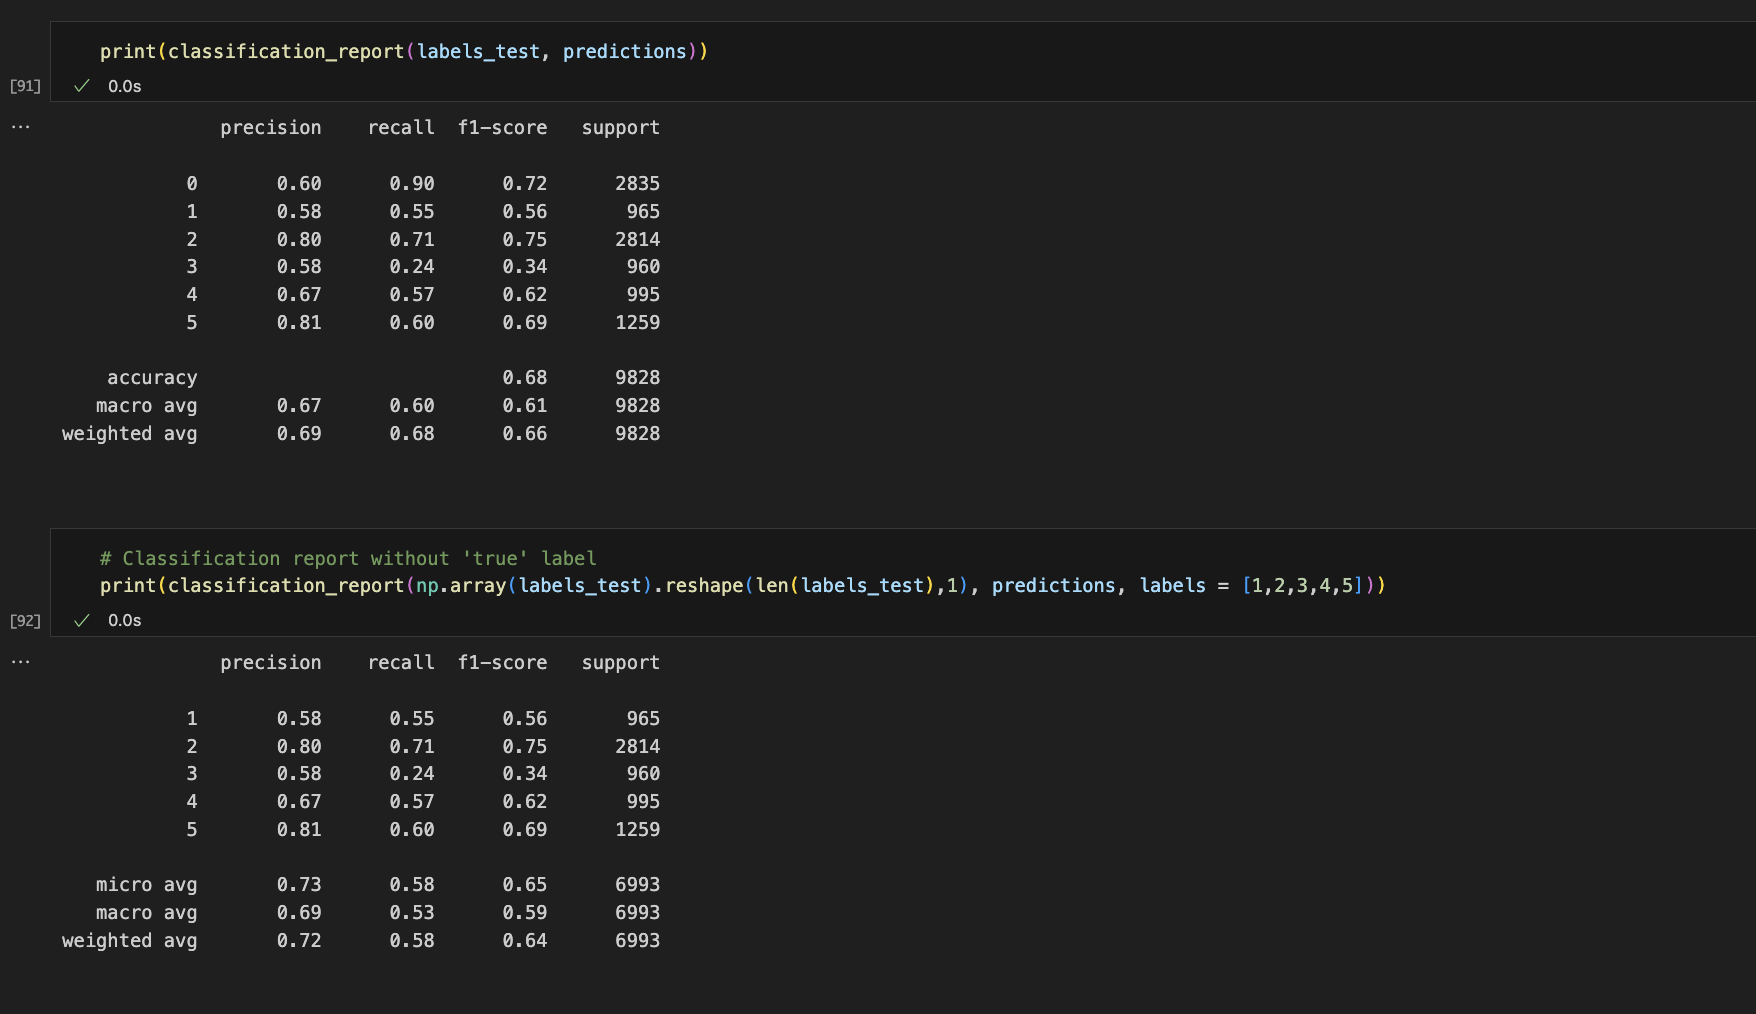 print(classification_report(labels_test, predictions))
[91] 0.0s
... precision recall f1-score support
0 0.60 0.90 0.72 2835
1 0.58 0.55 0.56 965
2 0.80 0.71 0.75 2814
3 0.58 0.24 0.34 960
4 0.67 0.57 0.62 995
5 0.81 0.60 0.69 1259
accuracy 0.68 9828
macro avg 0.67 0.60 0.61 9828
weighted avg 0.69 0.68 0.66 9828
# Classification report without 'true' label
print(classification_report(np.array(labels_test).reshape(len(labels_test),1), predictions, labels = [1,2,3,4,5]))
[92] 0.0s
... precision recall f1-score support
1 0.58 0.55 0.56 965
2 0.80 0.71 0.75 2814
3 0.58 0.24 0.34 960
4 0.67 0.57 0.62 995
5 0.81 0.60 0.69 1259
micro avg 0.73 0.58 0.65 6993
macro avg 0.69 0.53 0.59 6993
weighted avg 0.72 0.58 0.64 6993